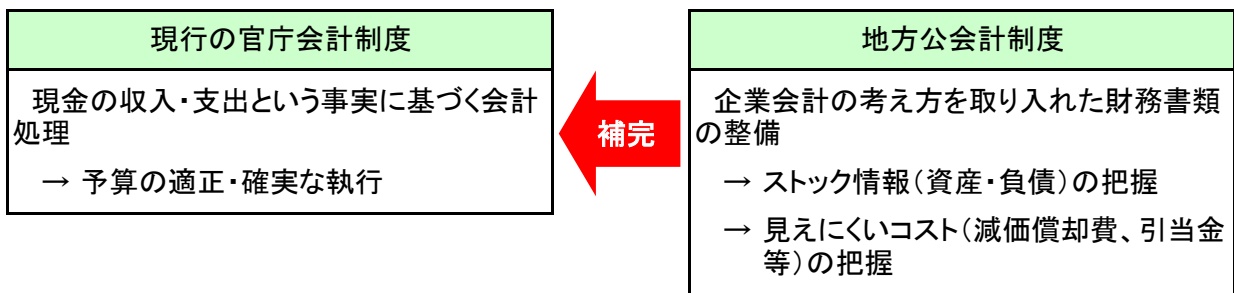 現行の官庁会計制度
現金の収入・支出という事実に基づく会計
処理
→ 予算の適正・確実な執行
補完
地方公会計制度
企業会計の考え方を取り入れた財務書類
の整備
→ ストック情報（資産・負債）の把握
→ 見えにくいコスト（減価償却費、引当金
等）の把握